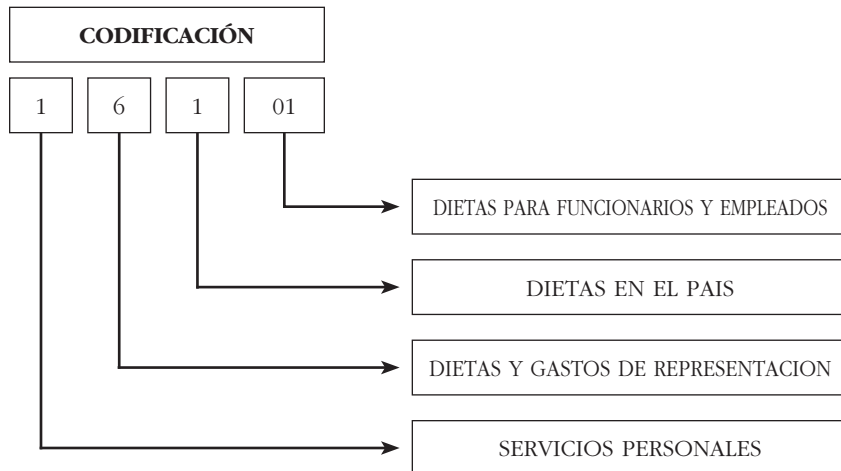 CODIFICACIÓN
1 6 1 01
DIETAS PARA FUNCIONARIOS Y EMPLEADOS
DIETAS EN EL PAIS
DIETAS Y GASTOS DE REPRESENTACION
SERVICIOS PERSONALES